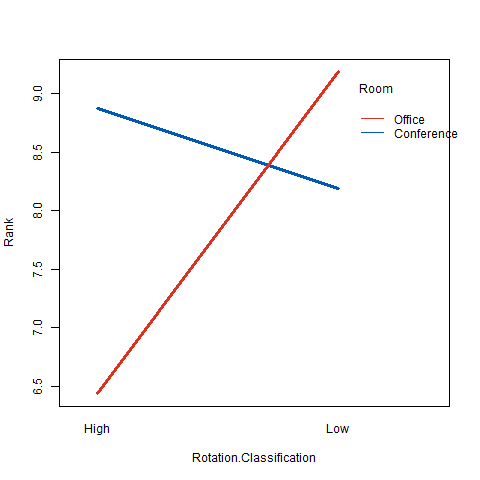 Room
Office
Conference
Rank
9.0
8.5
8.0
7.5
7.0
6.5
High
Low
Rotation.Classification